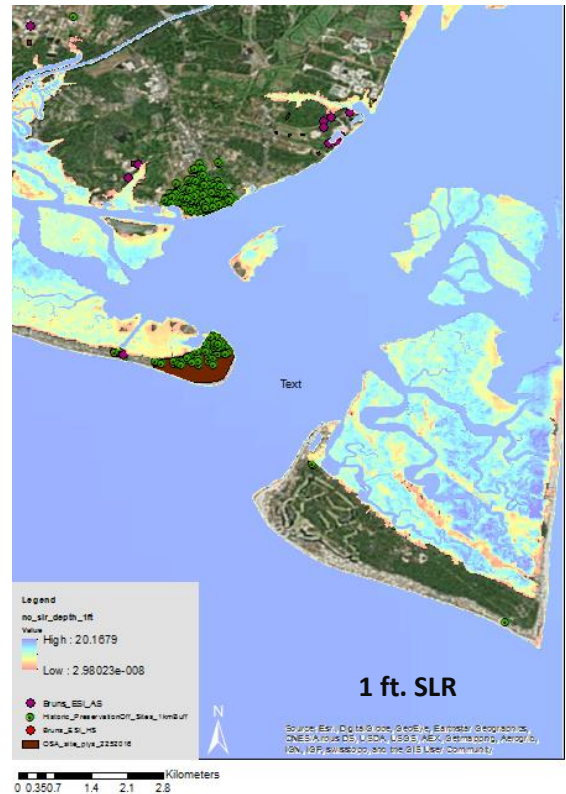 Text
Legend
no_slr_depth_1ft
Value
High : 20.1679
Low : 2.98023e-008
Bruns_ESI_AS
Historic_PreservationOff_Sites_1kmBuff
Bruns_ESI_HS
OSA_site_plys_2252016
1 ft. SLR
N
Source: Esri, DigitalGlobe, GeoEye, Earthstar Geographics,
CNES/Airbus DS, USDA, USGS, AEX, Getmapping, Aerogrid,
IGN, IGP, swisstopo, and the GIS User Community
Kilometers
0 0.35 0.7 1.4 2.1 2.8